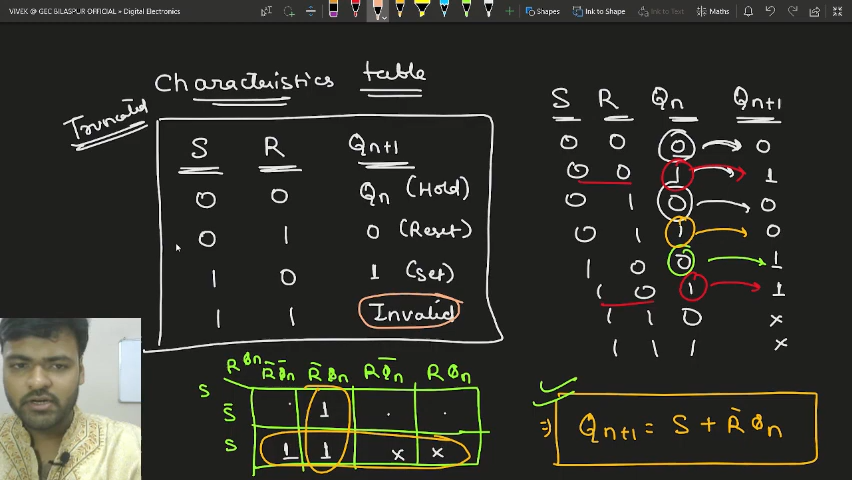 VIVEK @ GEC BILASPUR OFFICIAL • Digital Electronics
Shapes Ink to Shape Ink to Text Maths
Characteristics table
Truncated
S R Qn+1
0 0 Qn (Hold)
0 1 0 (Reset)
1 0 1 (Set)
1 1 Invalid
S R Qn Qn+1
0 0 0 0
0 0 1 1
0 1 0 0
0 1 1 0
1 0 0 1
1 0 1 1
1 1 0 x
1 1 1 x
S RQn R̄Q̄n R̄Qn RQ̄n RQn
S̄ . 1 . .
S 1 1 x x
⇒ Qn+1 = S + R̄Qn